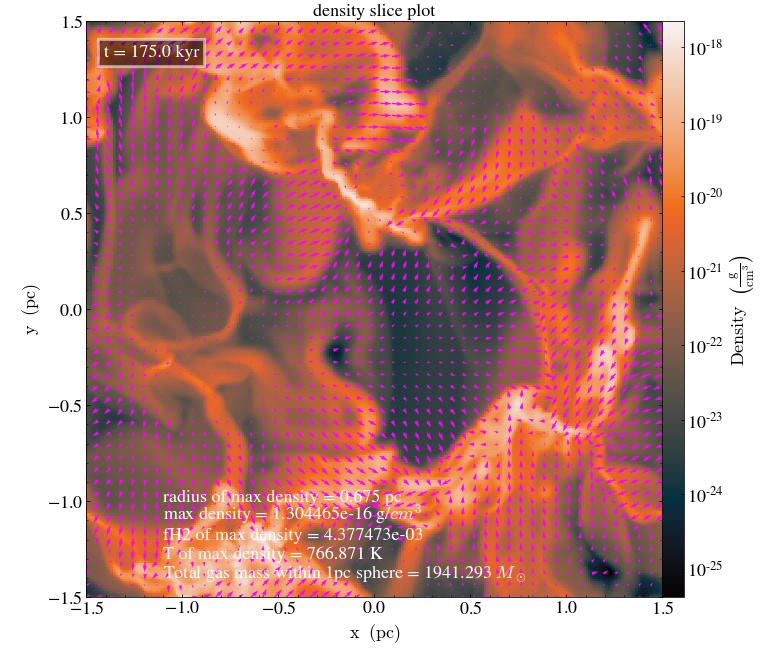 density slice plot
t = 175.0 kyr
1.5
1.0
0.5
0.0
−0.5
−1.0
−1.5
y (pc)
radius of max density = 0.675 pc
max density = 1.304465e-16 g/cm³
fH2 of max density = 4.377473e-03
T of max density = 766.871 K
Total gas mass within 1pc sphere = 1941.293 M☉
−1.5 −1.0 −0.5 0.0 0.5 1.0 1.5
x (pc)
10⁻¹⁸
10⁻¹⁹
10⁻²⁰
10⁻²¹
10⁻²²
10⁻²³
10⁻²⁴
10⁻²⁵
Density (g/cm³)